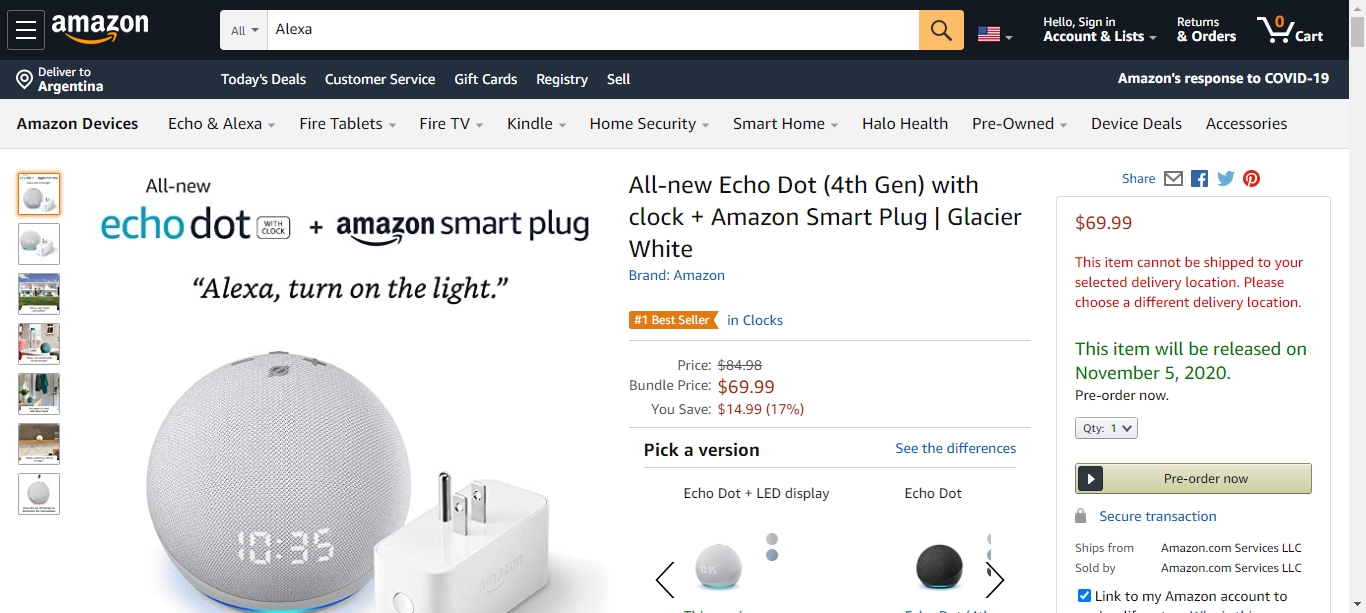 amazon
All
Alexa
Hello, Sign in
Account & Lists
Returns
& Orders
0
Cart
Deliver to
Argentina
Today's Deals
Customer Service
Gift Cards
Registry
Sell
Amazon's response to COVID-19
Amazon Devices
Echo & Alexa
Fire Tablets
Fire TV
Kindle
Home Security
Smart Home
Halo Health
Pre-Owned
Device Deals
Accessories
All-new
echo dot WITH CLOCK + amazon smart plug
“Alexa, turn on the light.”
10:35
amazon
All-new Echo Dot (4th Gen) with
clock + Amazon Smart Plug | Glacier
White
Brand: Amazon
#1 Best Seller in Clocks
Price: $84.98
Bundle Price: $69.99
You Save: $14.99 (17%)
Pick a version
See the differences
Echo Dot + LED display
Echo Dot
Share
$69.99
This item cannot be shipped to your
selected delivery location. Please
choose a different delivery location.
This item will be released on
November 5, 2020.
Pre-order now.
Qty: 1
Pre-order now
Secure transaction
Ships from Amazon.com Services LLC
Sold by Amazon.com Services LLC
Link to my Amazon account to